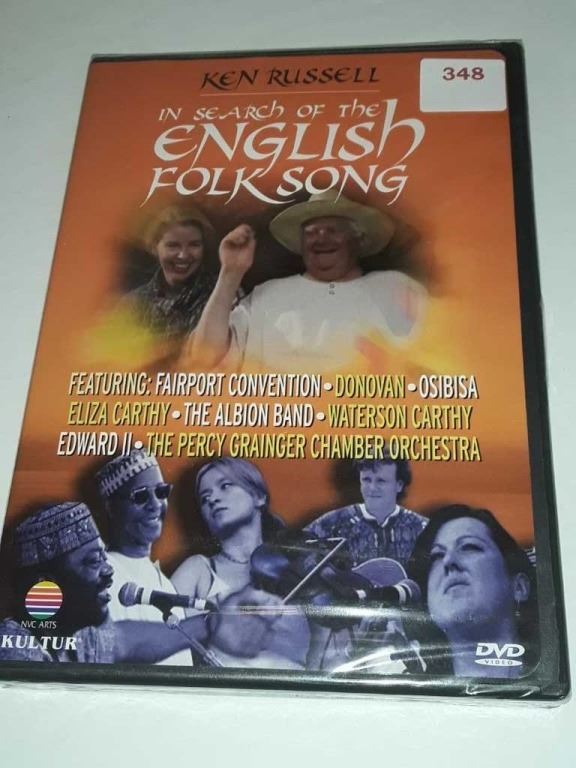 KEN RUSSELL
348
IN SEARCH OF THE
ENGLISH
FOLK SONG
FEATURING: FAIRPORT CONVENTION • DONOVAN • OSIBISA
ELIZA CARTHY • THE ALBION BAND • WATERSON CARTHY
EDWARD II • THE PERCY GRAINGER CHAMBER ORCHESTRA
NVC ARTS
KULTUR
DVD
VIDEO